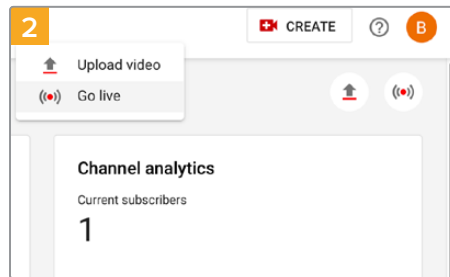 2
CREATE
B
Upload video
Go live
Channel analytics
Current subscribers
1